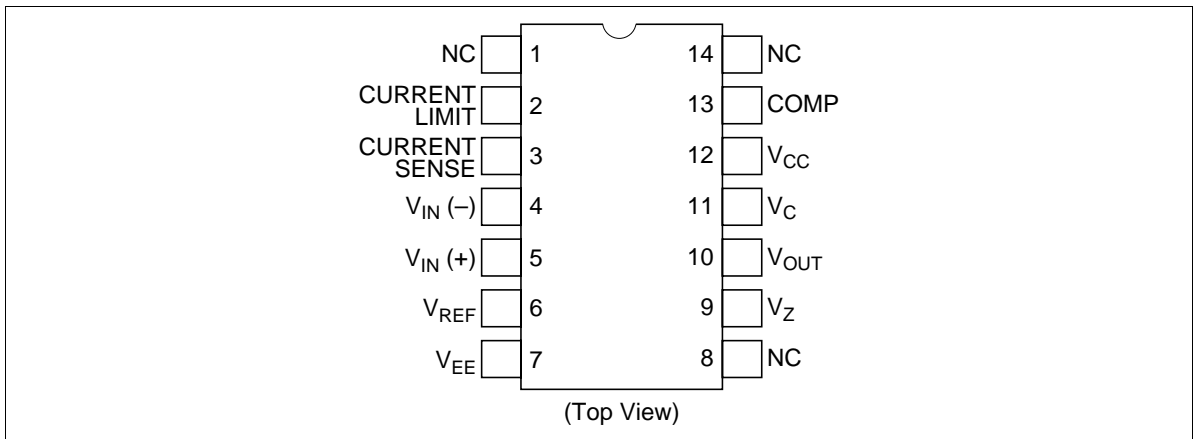 NC 1 14 NC
CURRENT
LIMIT 2 13 COMP
CURRENT
SENSE 3 12 VCC
VIN (–) 4 11 VC
VIN (+) 5 10 VOUT
VREF 6 9 VZ
VEE 7 8 NC
(Top View)